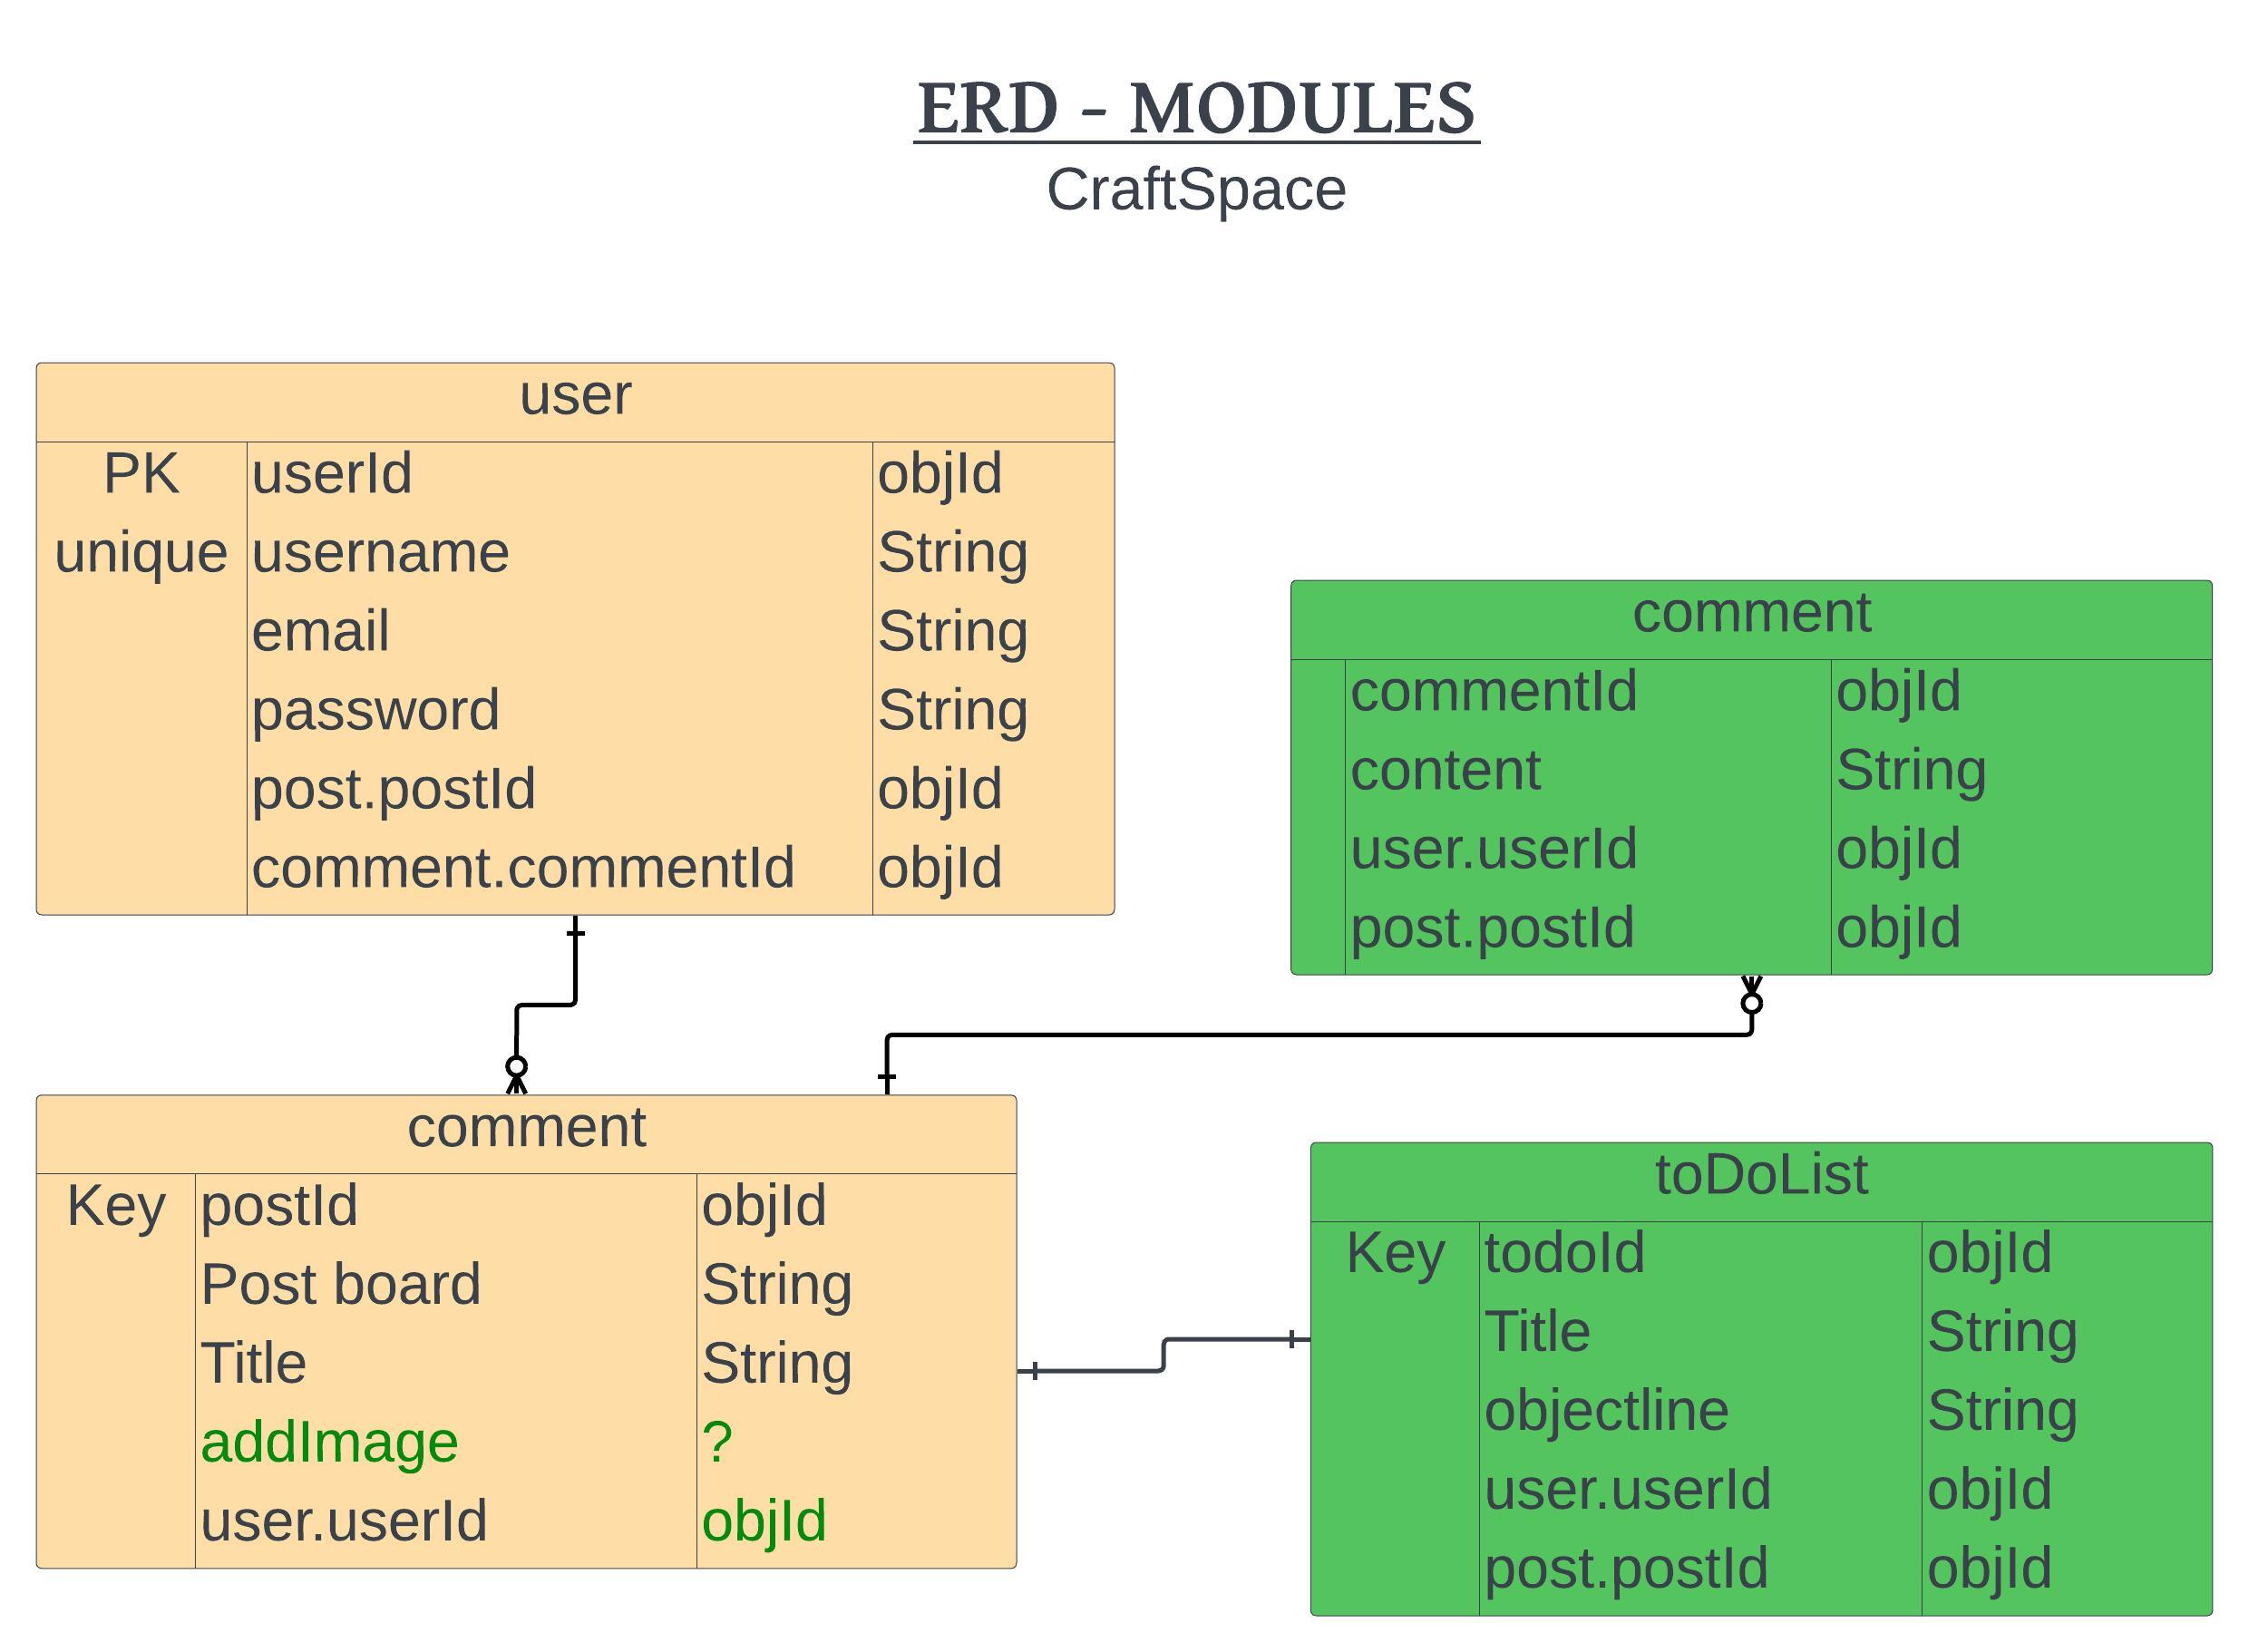 ERD - MODULES
CraftSpace
user
PK userId objId
unique username String
email String
password String
post.postId objId
comment.commentId objId
comment
commentId objId
content String
user.userId objId
post.postId objId
comment
Key postId objId
Post board String
Title String
addImage ?
user.userId objId
toDoList
Key todoId objId
Title String
objectline String
user.userId objId
post.postId objId